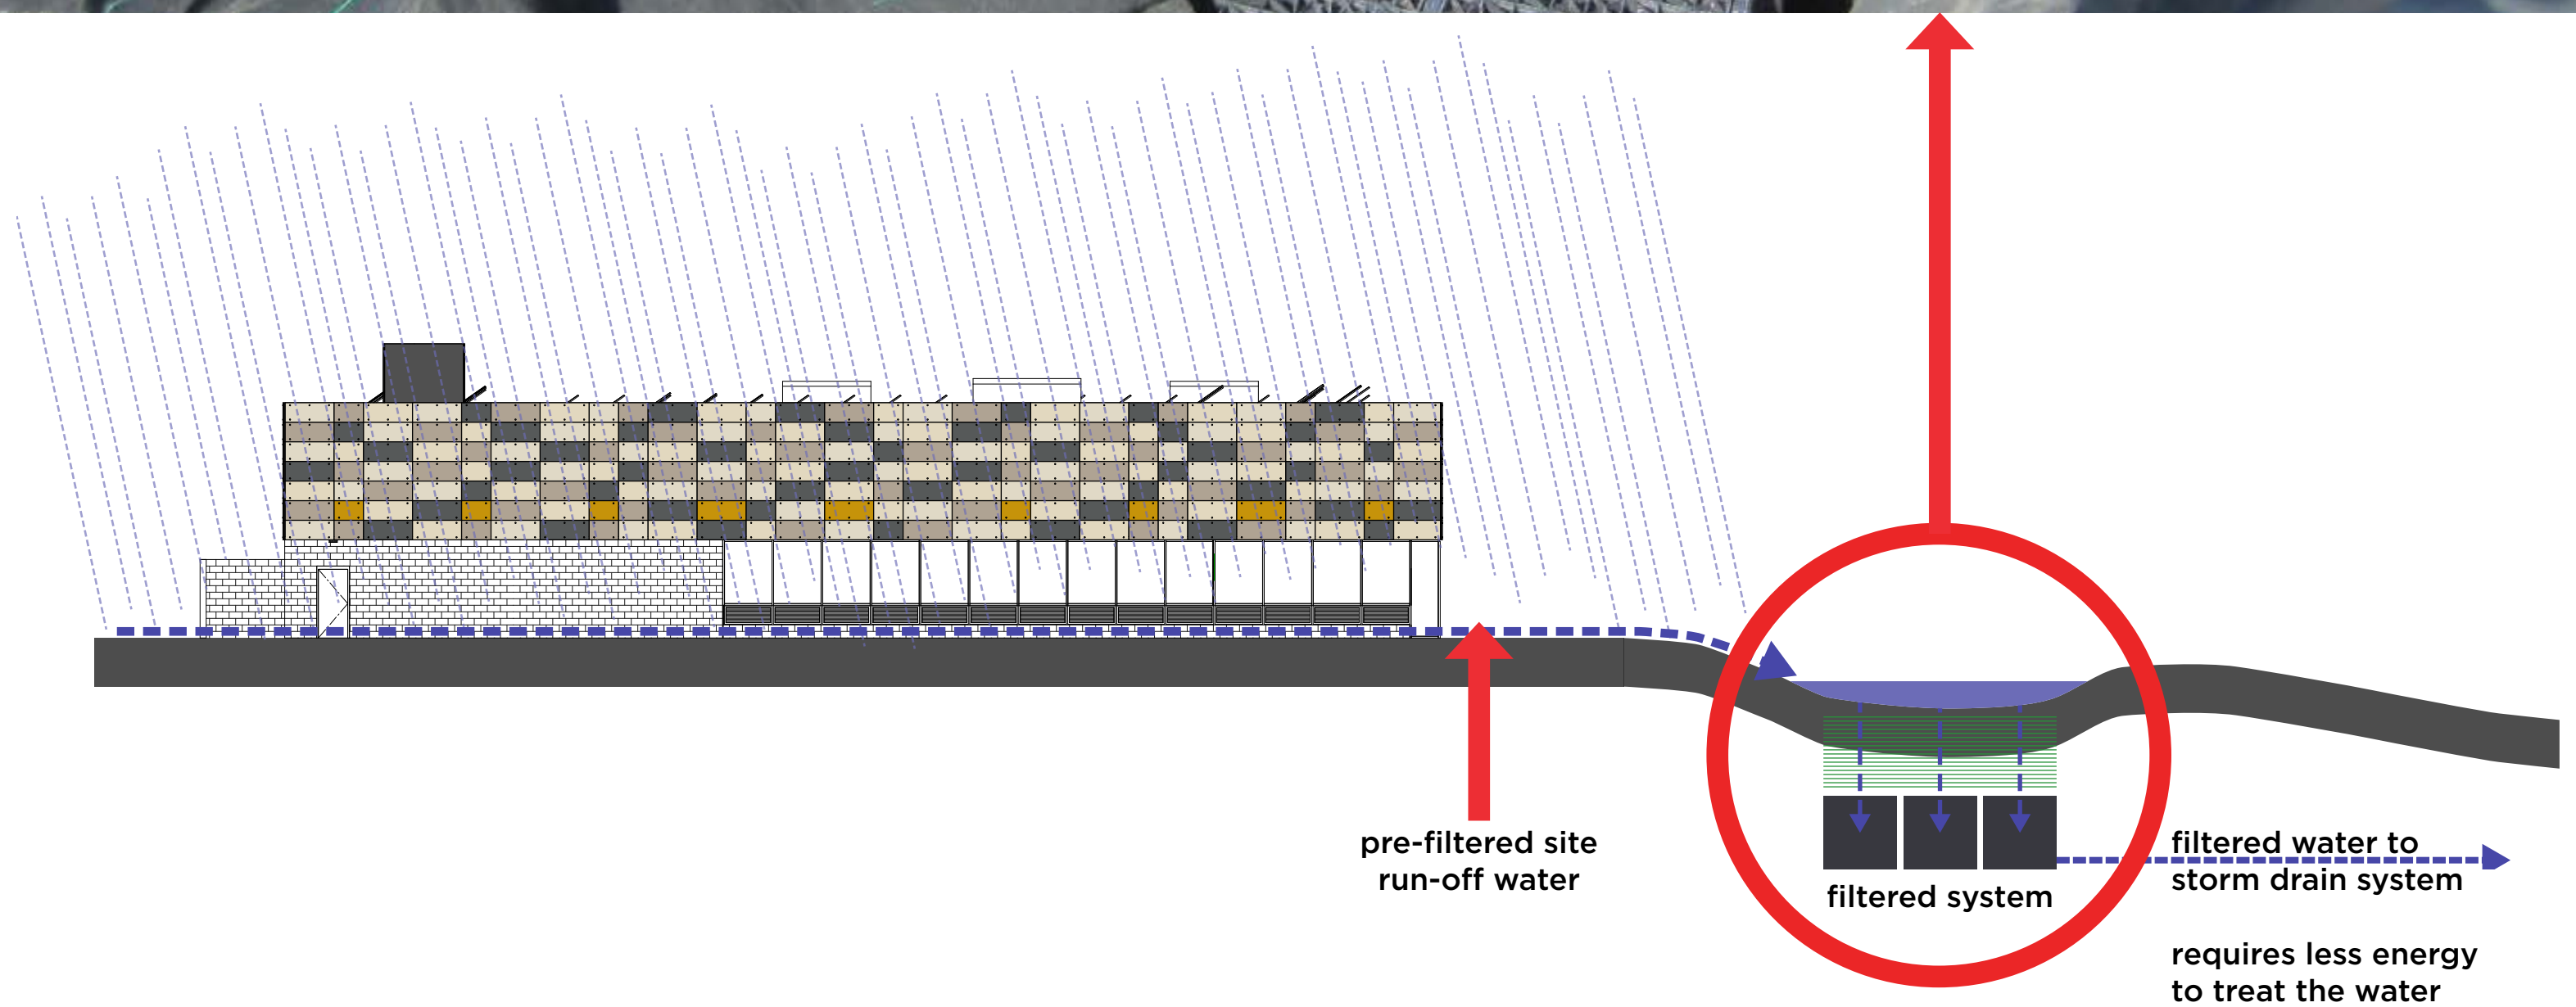 pre-filtered site
run-off water
filtered system
filtered water to
storm drain system
requires less energy
to treat the water